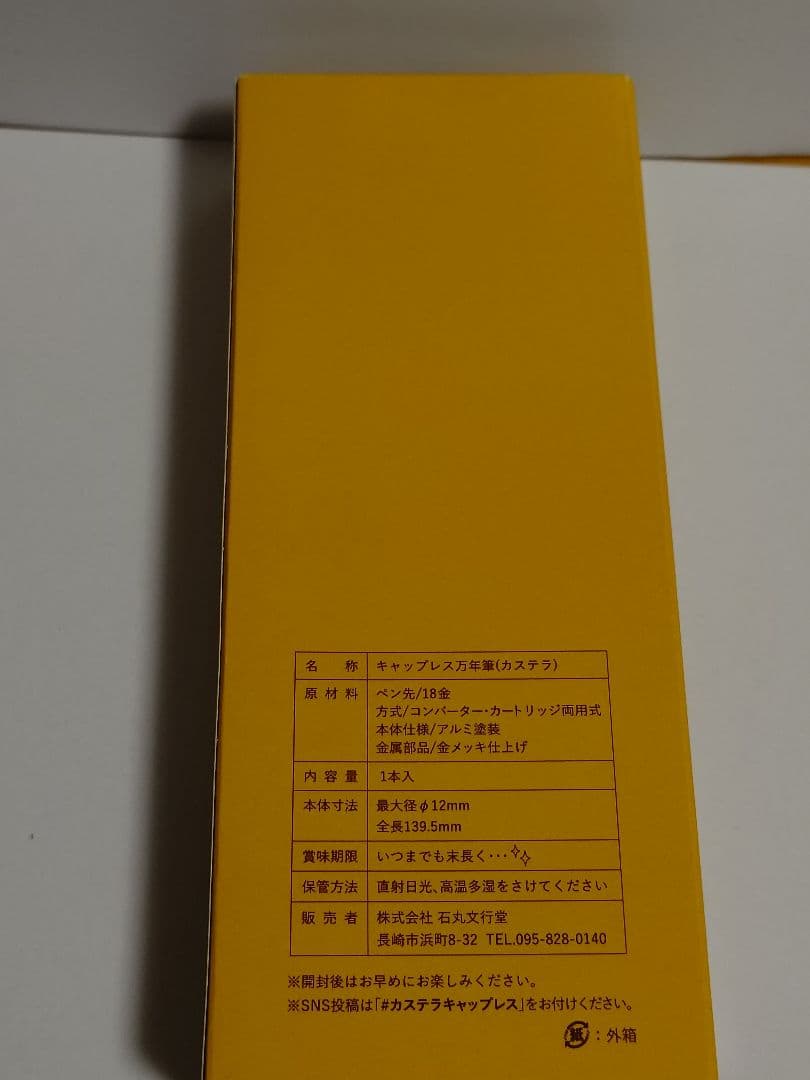 名称 キャップレス万年筆(カステラ)
原材料 ペン先/18金
方式/コンバーター・カートリッジ両用式
本体仕様/アルミ塗装
金属部品/金メッキ仕上げ
内容量 1本入
本体寸法 最大径φ12mm
全長139.5mm
賞味期限 いつまでも末長く･･･
保管方法 直射日光、高温多湿をさけてください
販売者 株式会社 石丸文行堂
長崎市浜町8-32 TEL.095-828-0140
※開封後はお早めにお楽しみください。
※SNS投稿は「#カステラキャップレス」をお付けください。
紙:外箱